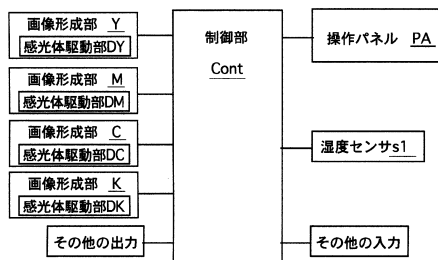 画像形成部 Y
感光体駆動部DY
画像形成部 M
感光体駆動部DM
画像形成部 C
感光体駆動部DC
画像形成部 K
感光体駆動部DK
その他の出力
制御部
Cont
操作パネル PA
湿度センサs1
その他の入力